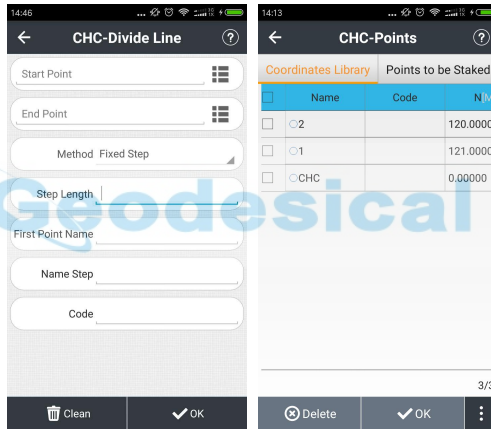 14:46
CHC-Divide Line
?
Start Point
End Point
Method Fixed Step
Step Length
First Point Name
Name Step
Code
Clean
OK
14:13
CHC-Points
?
Coordinates Library Points to be Staked
Name Code N(M
2 120.0000
1 121.0000
CHC 0.00000
3/3
Delete
OK
Geodesical